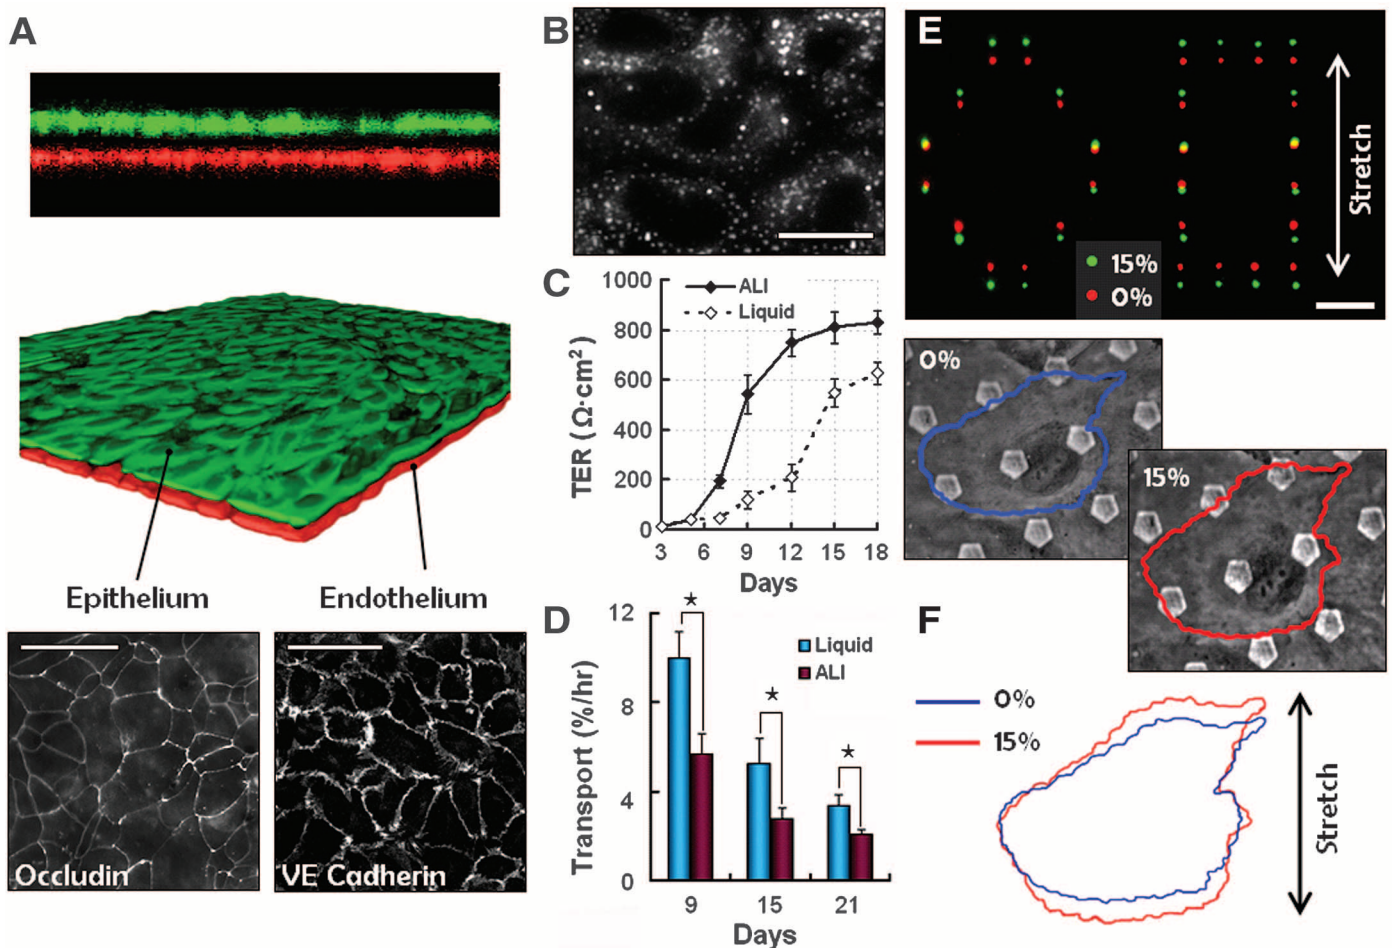 A
Epithelium
Endothelium
Occludin
VE Cadherin
B
C
1000
800
600
400
200
0
TER (Ω·cm²)
ALI
Liquid
3 6 9 12 15 18
Days
D
12
8
4
0
Transport (%/hr)
★
★
★
Liquid
ALI
9 15 21
Days
E
15%
0%
Stretch
0%
15%
F
0%
15%
Stretch